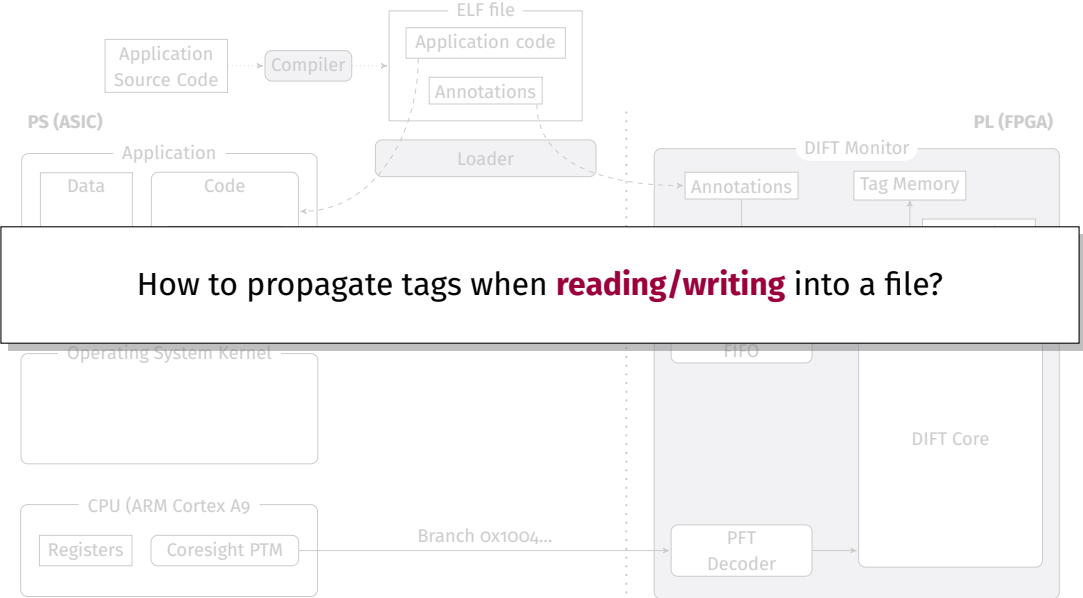 ELF file
Application code
Application
Source Code
Compiler
Annotations
PS (ASIC)
PL (FPGA)
Application
Loader
DIFT Monitor
Data
Code
Annotations
Tag Memory
How to propagate tags when reading/writing into a file?
Operating System Kernel
FIFO
DIFT Core
CPU (ARM Cortex A9
Registers
Coresight PTM
Branch 0x1004...
PFT
Decoder